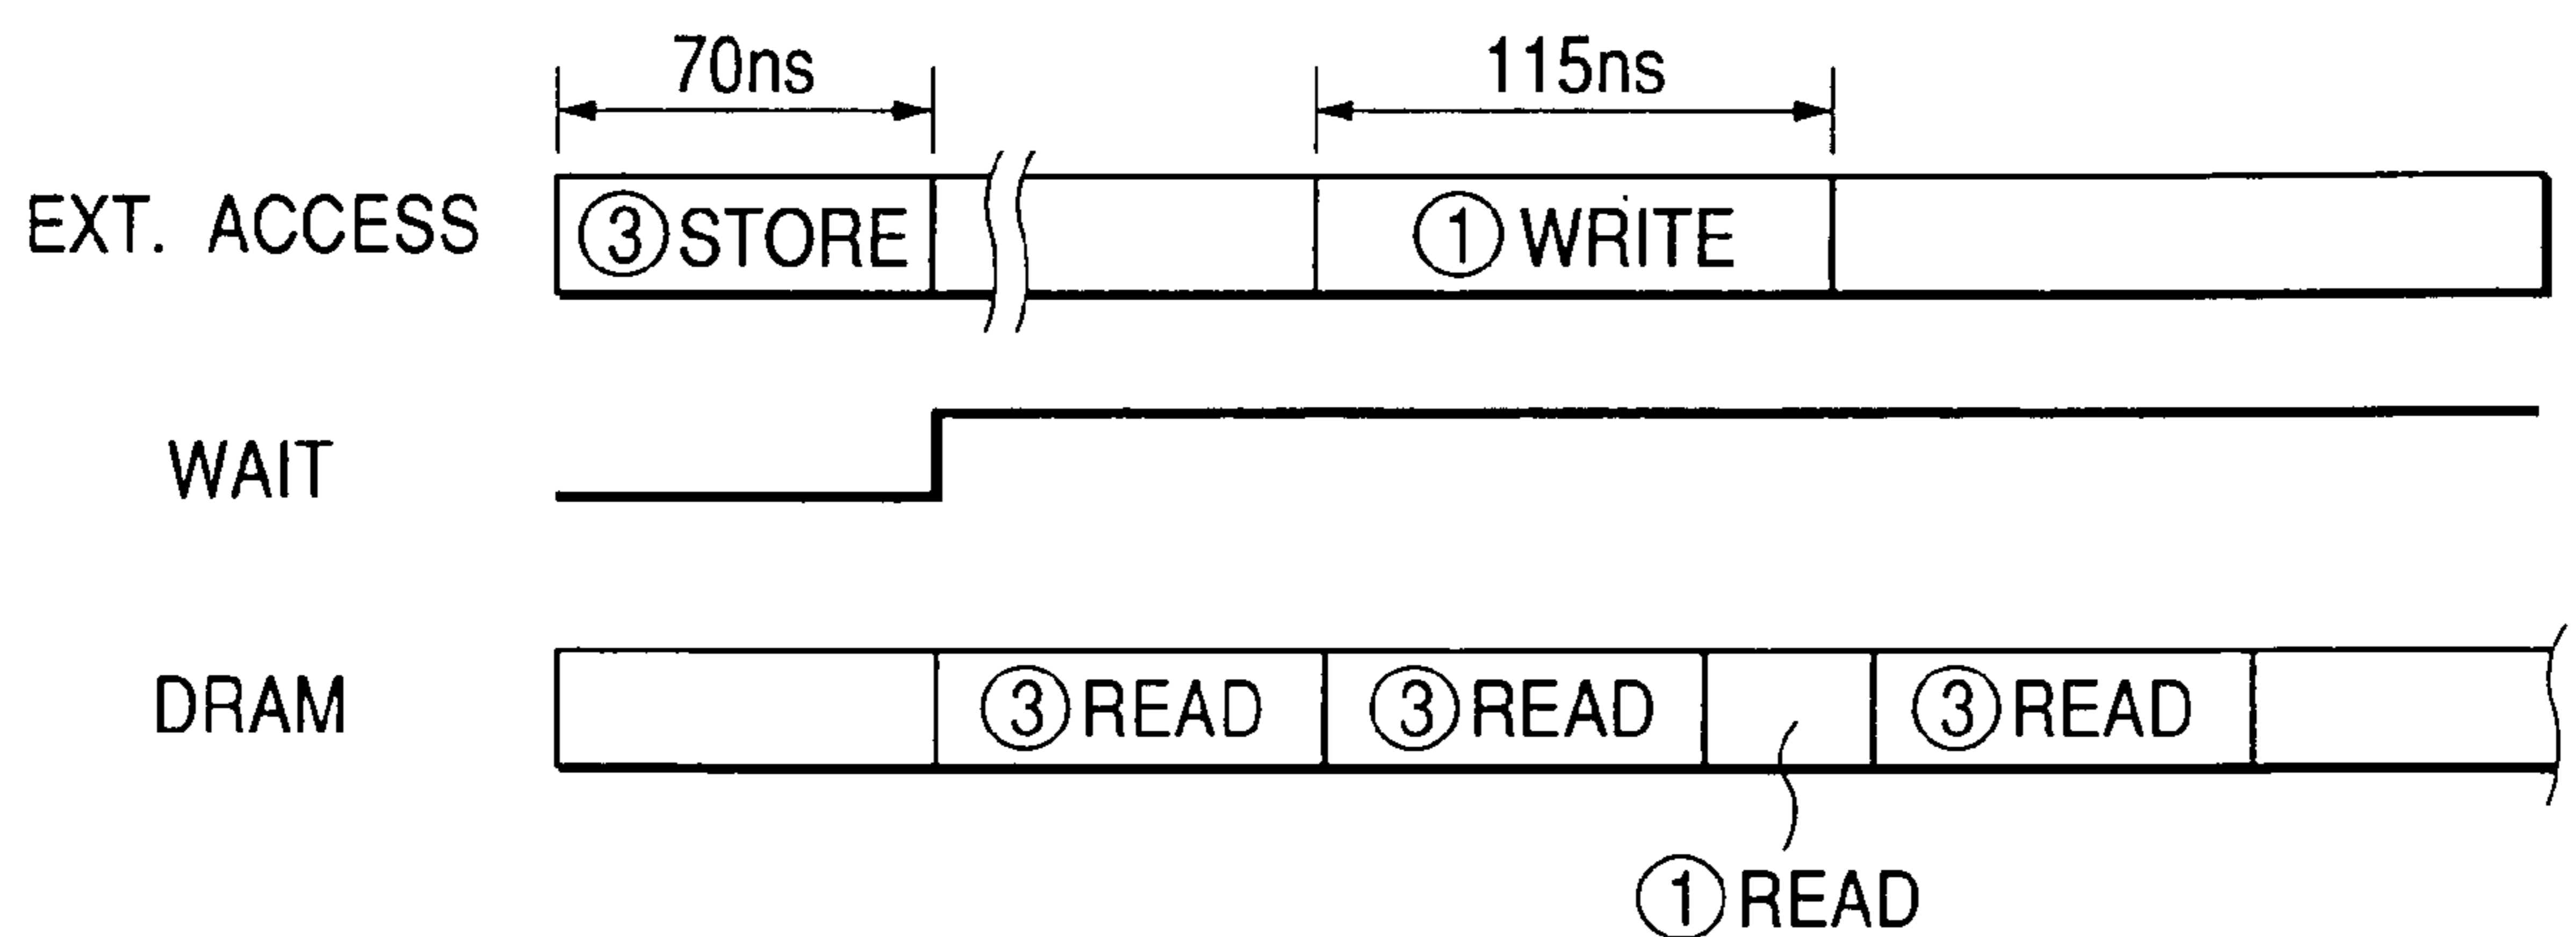 70ns 115ns
EXT. ACCESS ③STORE ①WRITE
WAIT
DRAM ③READ ③READ ③READ
①READ